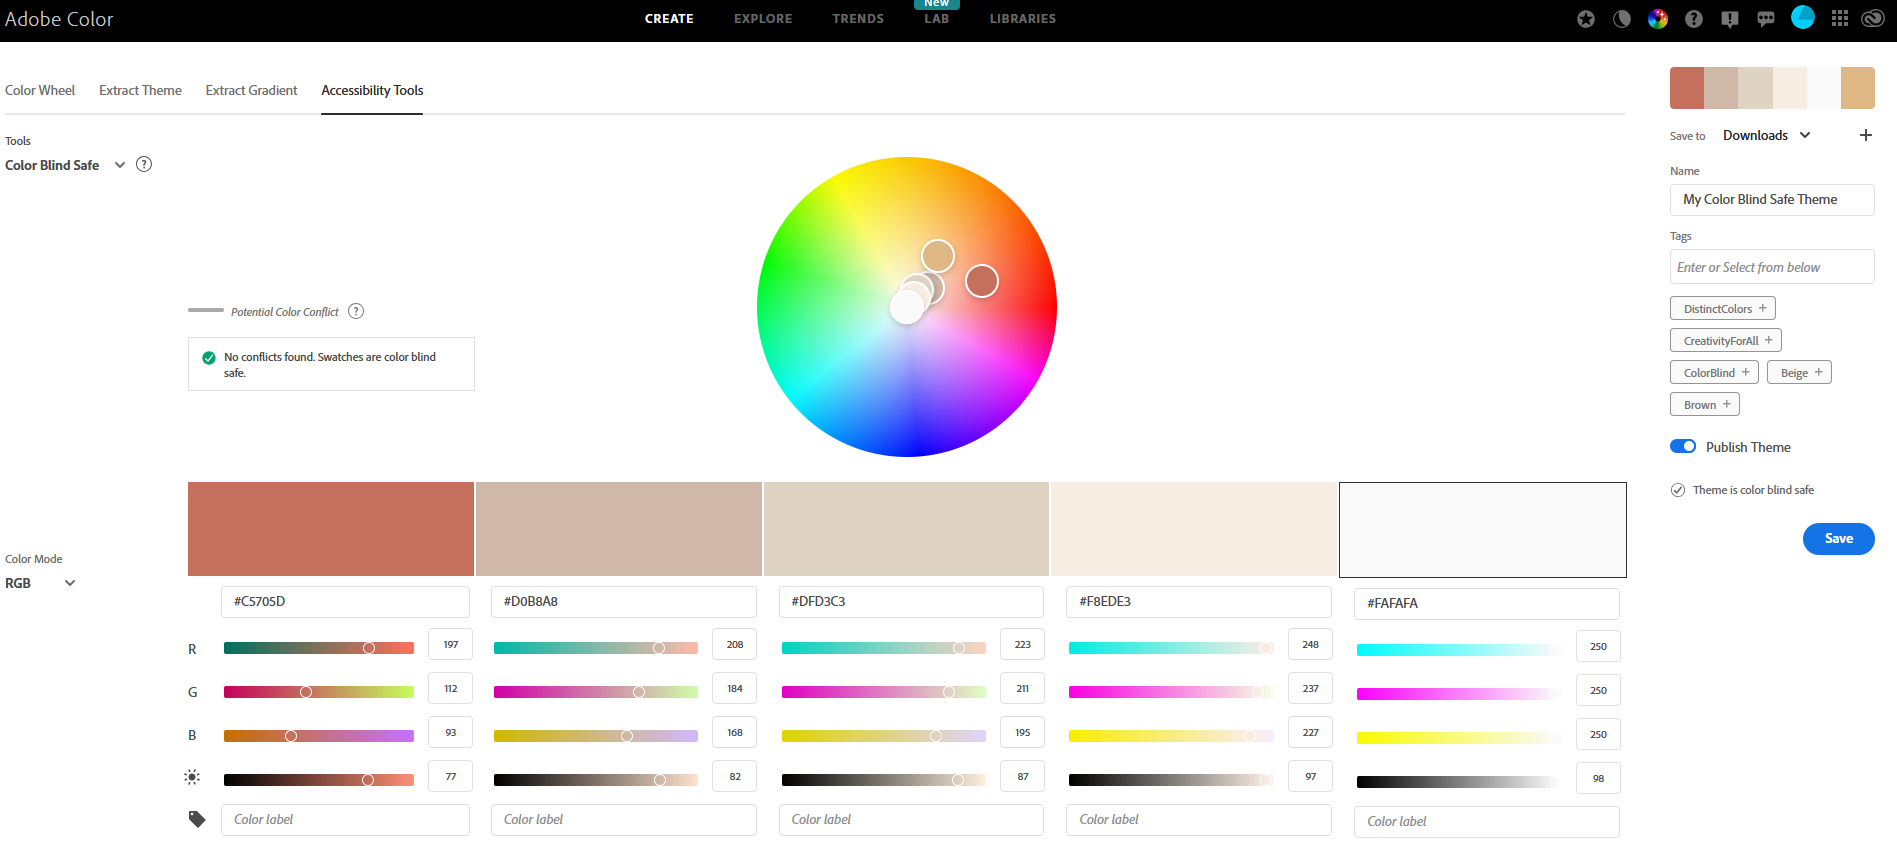 Adobe Color
CREATE
EXPLORE
TRENDS
New
LAB
LIBRARIES
Color Wheel
Extract Theme
Extract Gradient
Accessibility Tools
Tools
Color Blind Safe
?
Potential Color Conflict
?
No conflicts found. Swatches are color blind
safe.
Color Mode
RGB
#C5705D
#D0B8A8
#DFD3C3
#F8EDE3
#FAFAFA
R
197
208
223
248
250
G
112
184
211
237
250
B
93
168
195
227
250
77
82
87
97
98
Color label
Color label
Color label
Color label
Color label
Save to
Downloads
+
Name
My Color Blind Safe Theme
Tags
Enter or Select from below
DistinctColors +
CreativityForAll +
ColorBlind +
Beige +
Brown +
Publish Theme
Theme is color blind safe
Save